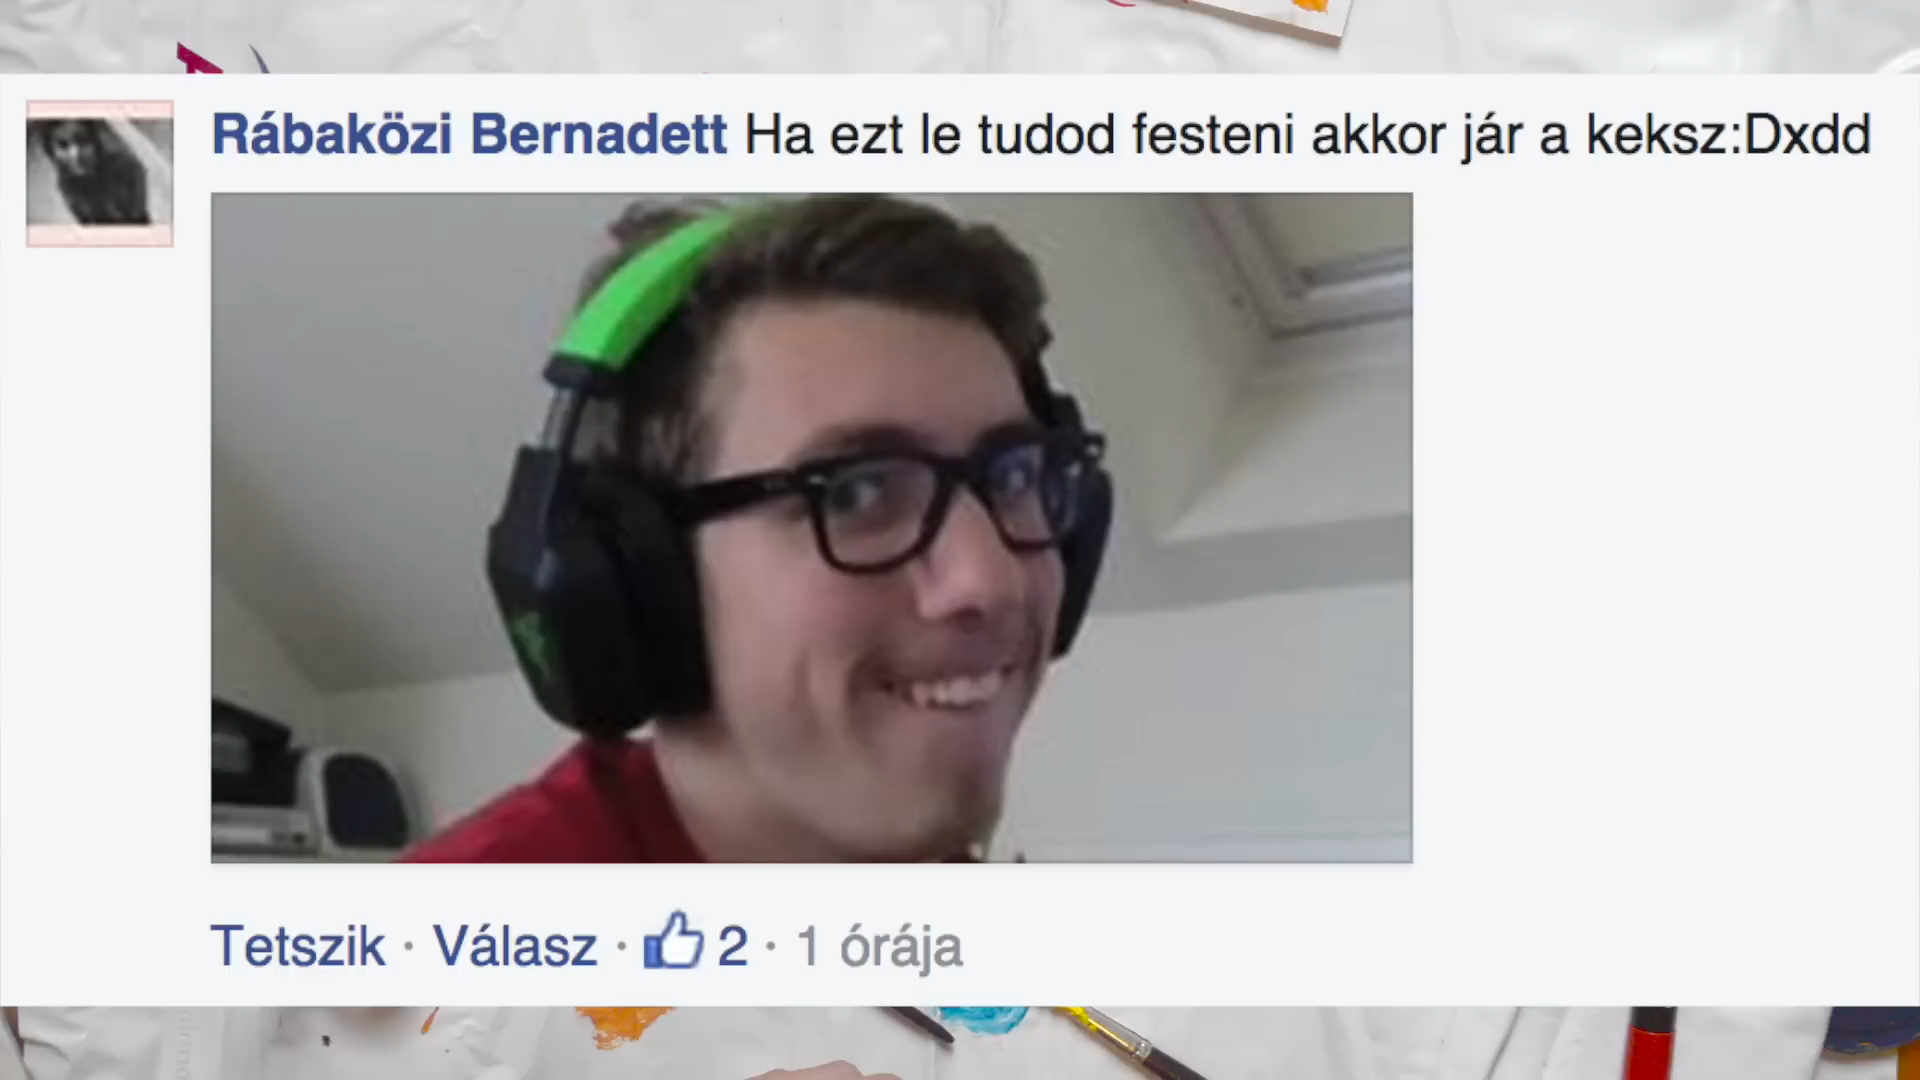 Rábaközi Bernadett Ha ezt le tudod festeni akkor jár a keksz:Dxdd
Tetszik · Válasz · 2 · 1 órája